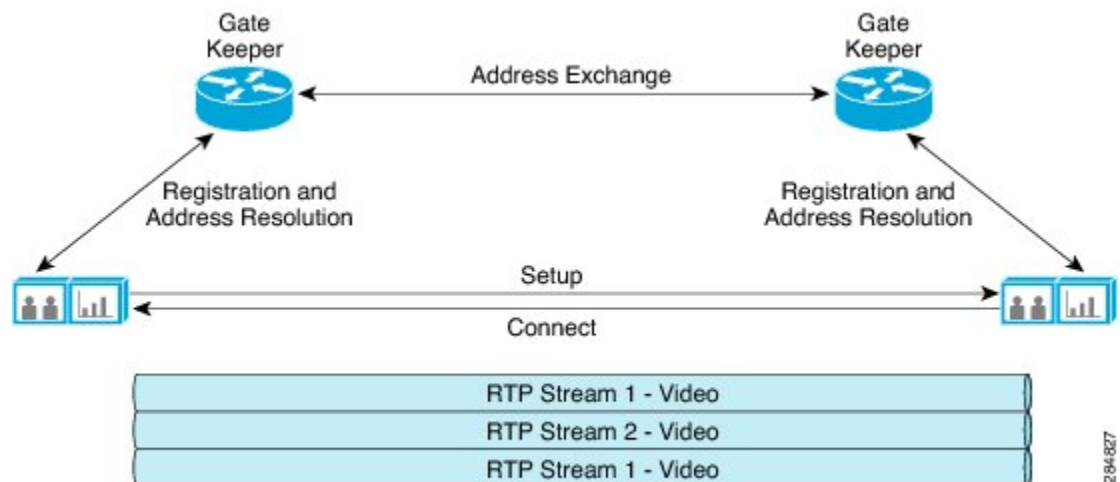 Gate
Keeper
Gate
Keeper
Address Exchange
Registration and
Address Resolution
Registration and
Address Resolution
Setup
Connect
RTP Stream 1 - Video
RTP Stream 2 - Video
RTP Stream 1 - Video
284827